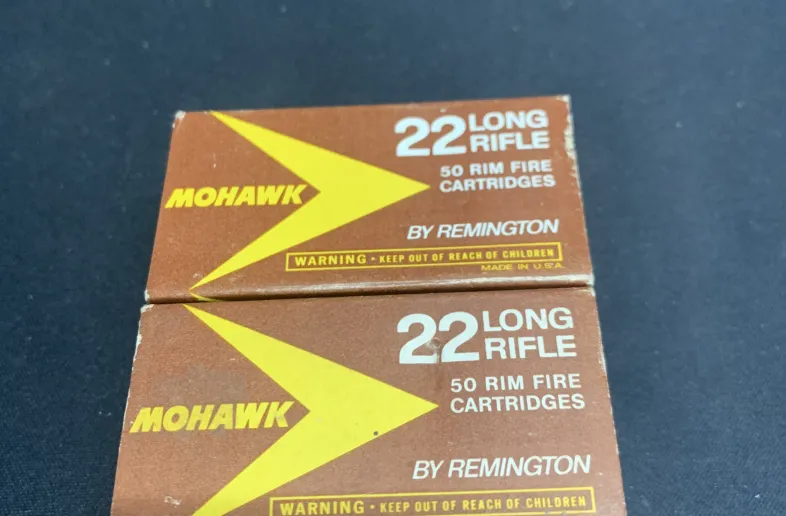 22 LONG
RIFLE
50 RIM FIRE
CARTRIDGES
MOHAWK
BY REMINGTON
WARNING • KEEP OUT OF REACH OF CHILDREN
MADE IN U.S.A.
22 LONG
RIFLE
50 RIM FIRE
CARTRIDGES
MOHAWK
BY REMINGTON
WARNING • KEEP OUT OF REACH OF CHILDREN